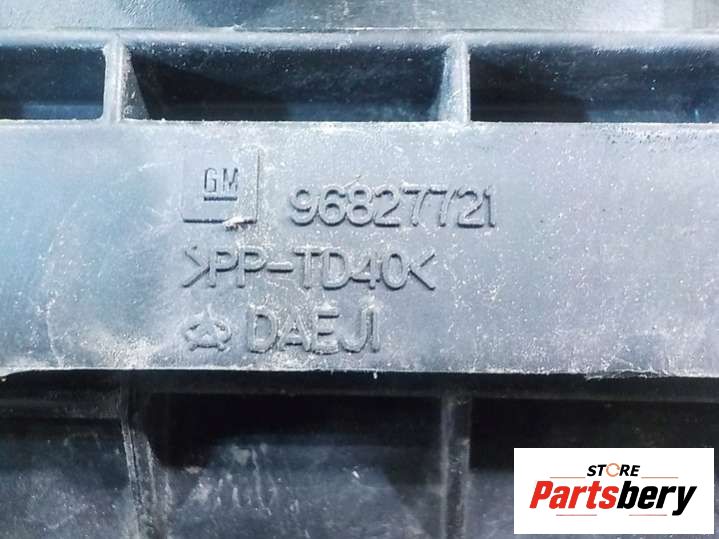 GM
96827721
>PP-TD40<
DAEJI
STORE
Partsbery